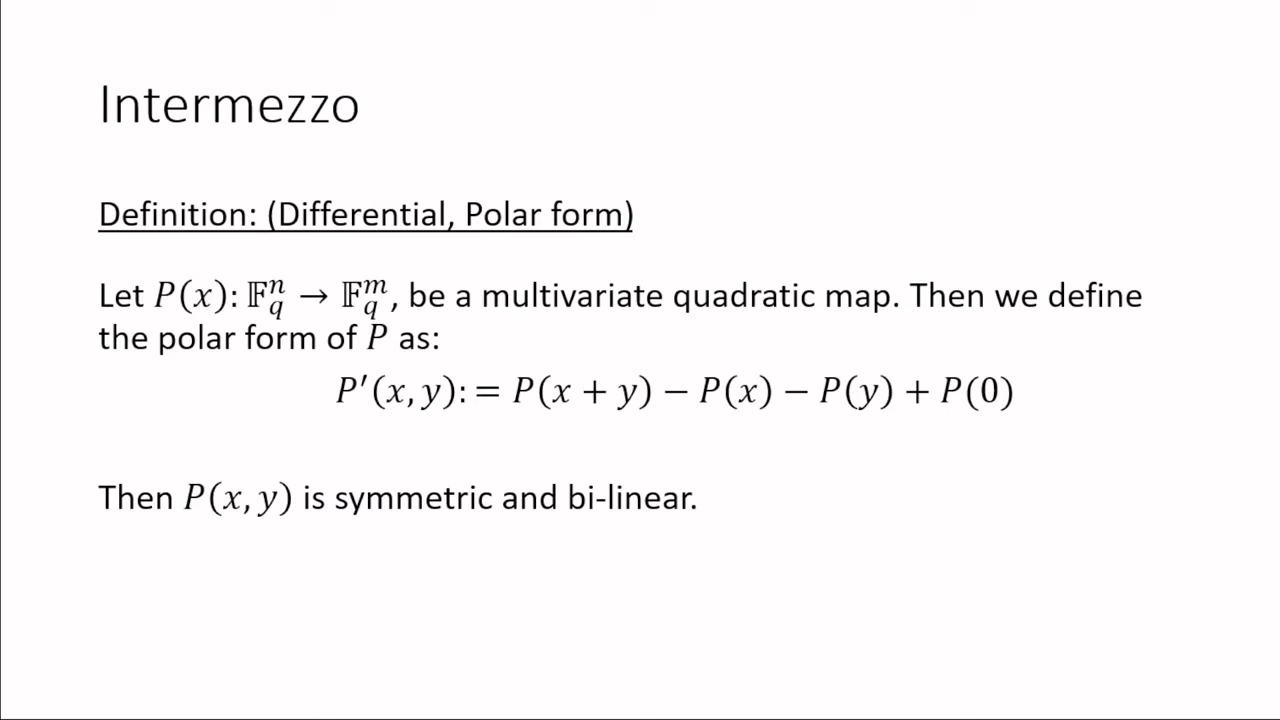 Intermezzo
Definition: (Differential, Polar form)
Let 𝑃(𝑥): 𝔽_q^n → 𝔽_q^m, be a multivariate quadratic map. Then we define
the polar form of 𝑃 as:
𝑃′(𝑥, 𝑦): = 𝑃(𝑥 + 𝑦) − 𝑃(𝑥) − 𝑃(𝑦) + 𝑃(0)
Then 𝑃(𝑥, 𝑦) is symmetric and bi-linear.